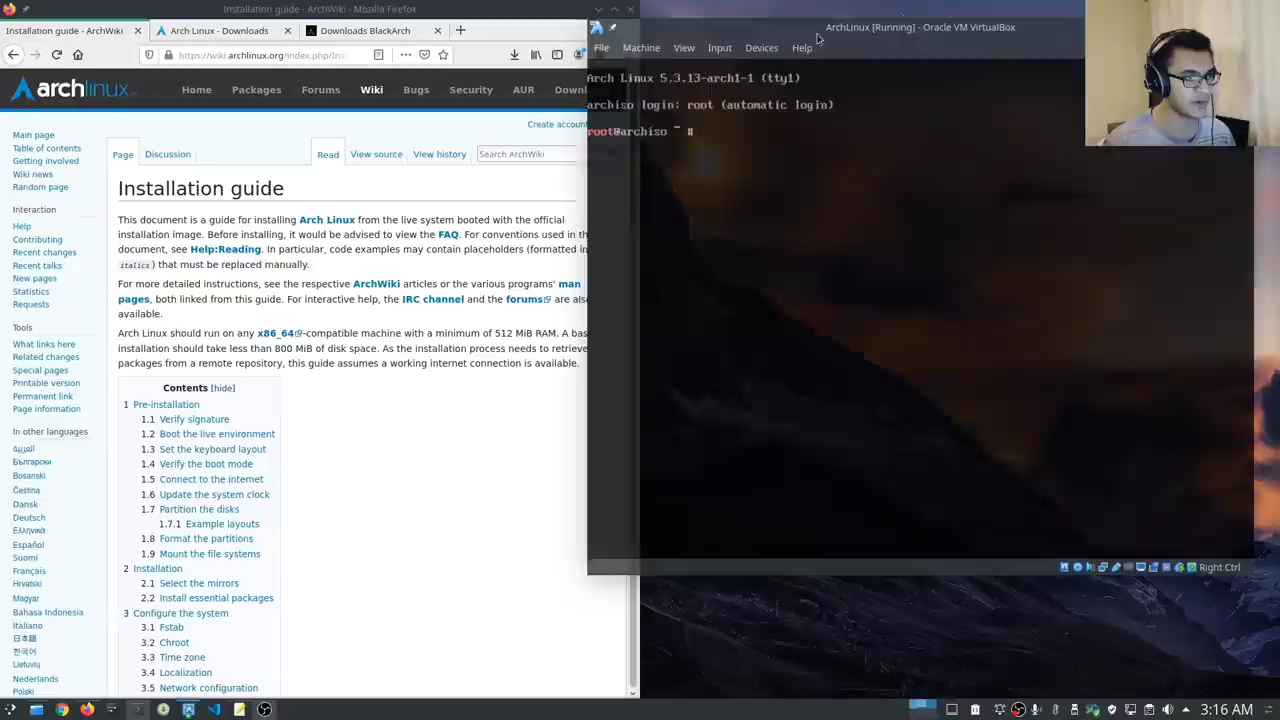 Installation guide - ArchWiki - Mozilla Firefox
Installation guide - ArchWiki
Arch Linux - Downloads
Downloads BlackArch
https://wiki.archlinux.org/index.php/Ins
archlinux
Home
Packages
Forums
Wiki
Bugs
Security
AUR
Down
Create account
Page
Discussion
Read
View source
View history
Search ArchWiki
Main page
Table of contents
Getting involved
Wiki news
Random page
Interaction
Help
Contributing
Recent changes
Recent talks
New pages
Statistics
Requests
Tools
What links here
Related changes
Special pages
Printable version
Permanent link
Page information
In other languages
العربية
Български
Bosanski
Čeština
Dansk
Deutsch
Ελληνικά
Español
Suomi
Français
Hrvatski
Magyar
Bahasa Indonesia
Italiano
日本語
한국어
Lietuvių
Nederlands
Polski
Installation guide
This document is a guide for installing Arch Linux from the live system booted with the official
installation image. Before installing, it would be advised to view the FAQ. For conventions used in th
document, see Help:Reading. In particular, code examples may contain placeholders (formatted in
italics) that must be replaced manually.
For more detailed instructions, see the respective ArchWiki articles or the various programs' man
pages, both linked from this guide. For interactive help, the IRC channel and the forums are also
available.
Arch Linux should run on any x86_64-compatible machine with a minimum of 512 MiB RAM. A bas
installation should take less than 800 MiB of disk space. As the installation process needs to retrieve
packages from a remote repository, this guide assumes a working internet connection is available.
Contents [hide]
1 Pre-installation
1.1 Verify signature
1.2 Boot the live environment
1.3 Set the keyboard layout
1.4 Verify the boot mode
1.5 Connect to the internet
1.6 Update the system clock
1.7 Partition the disks
1.7.1 Example layouts
1.8 Format the partitions
1.9 Mount the file systems
2 Installation
2.1 Select the mirrors
2.2 Install essential packages
3 Configure the system
3.1 Fstab
3.2 Chroot
3.3 Time zone
3.4 Localization
3.5 Network configuration
ArchLinux [Running] - Oracle VM VirtualBox
File
Machine
View
Input
Devices
Help
Arch Linux 5.3.13-arch1-1 (tty1)
archiso login: root (automatic login)
root@archiso ~ #
Right Ctrl
3:16 AM